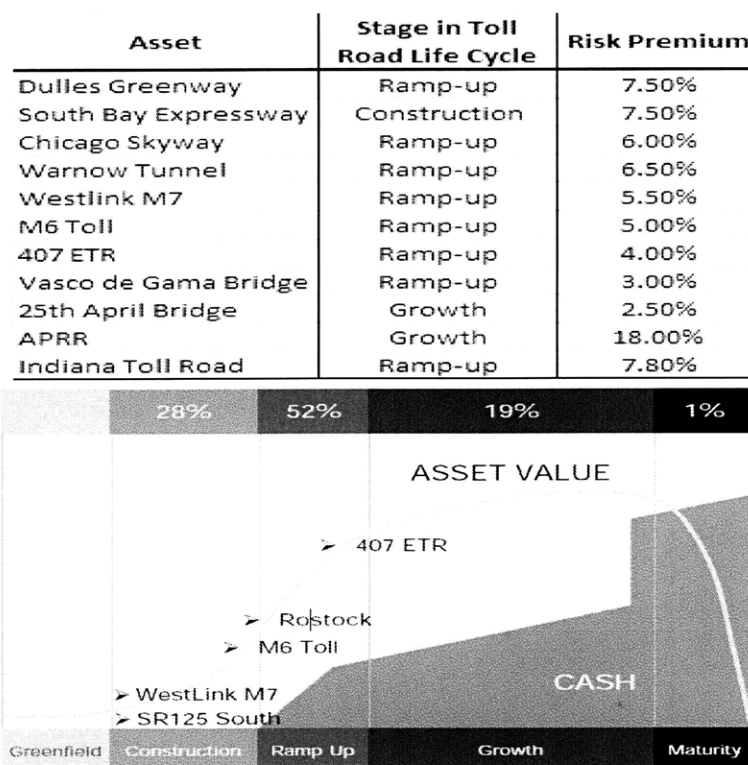 Asset Stage in Toll Road Life Cycle Risk Premium
Dulles Greenway Ramp-up 7.50%
South Bay Expressway Construction 7.50%
Chicago Skyway Ramp-up 6.00%
Warnow Tunnel Ramp-up 6.50%
Westlink M7 Ramp-up 5.50%
M6 Toll Ramp-up 5.00%
407 ETR Ramp-up 4.00%
Vasco de Gama Bridge Ramp-up 3.00%
25th April Bridge Growth 2.50%
APRR Growth 18.00%
Indiana Toll Road Ramp-up 7.80%
28% 52% 19% 1%
ASSET VALUE
➢ 407 ETR
➢ Rostock
➢ M6 Toll
➢ WestLink M7
CASH
➢ SR125 South
Greenfield Construction Ramp Up Growth Maturity